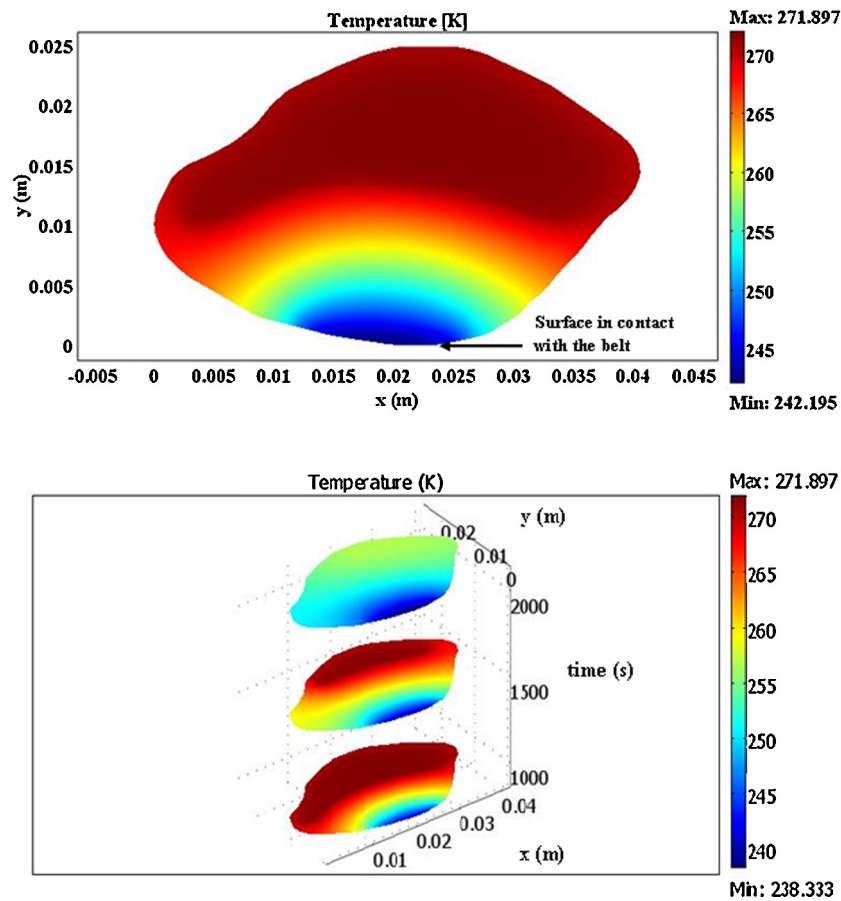 Temperature [K]
Max: 271.897
0.025
0.02
0.015
0.01
0.005
0
y (m)
270
265
260
255
250
245
Surface in contact
with the belt
-0.005 0 0.005 0.01 0.015 0.02 0.025 0.03 0.035 0.04 0.045
x (m)
Min: 242.195
Temperature (K)
Max: 271.897
y (m)
0.02
0.01
0
2000
time (s)
1500
1000
0.04
0.03
0.02
0.01
x (m)
270
265
260
255
250
245
240
Min: 238.333